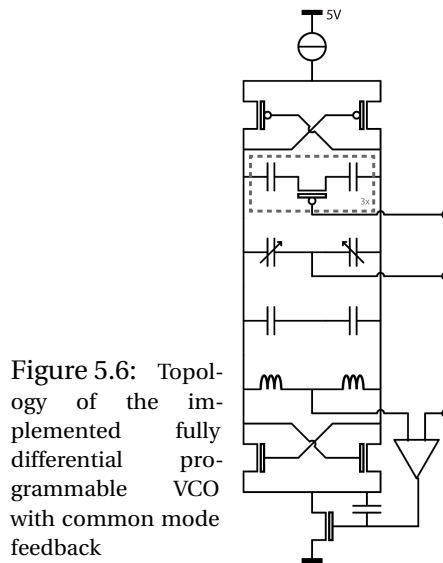 5V
3x
Figure 5.6: Topol-
ogy of the im-
plemented fully
differential pro-
grammable VCO
with common mode
feedback